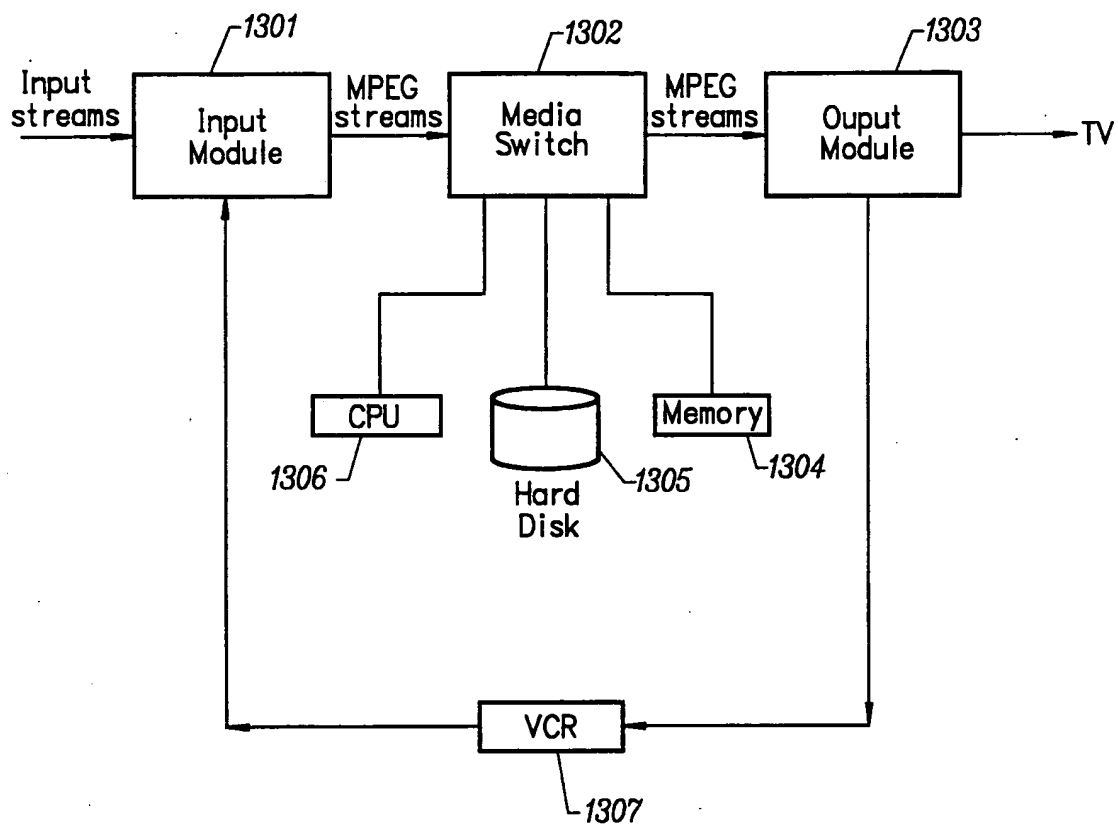 1301
1302
1303
Input
streams
Input
Module
MPEG
streams
Media
Switch
MPEG
streams
Ouput
Module
TV
CPU
1306
1305
Hard
Disk
Memory
1304
VCR
1307